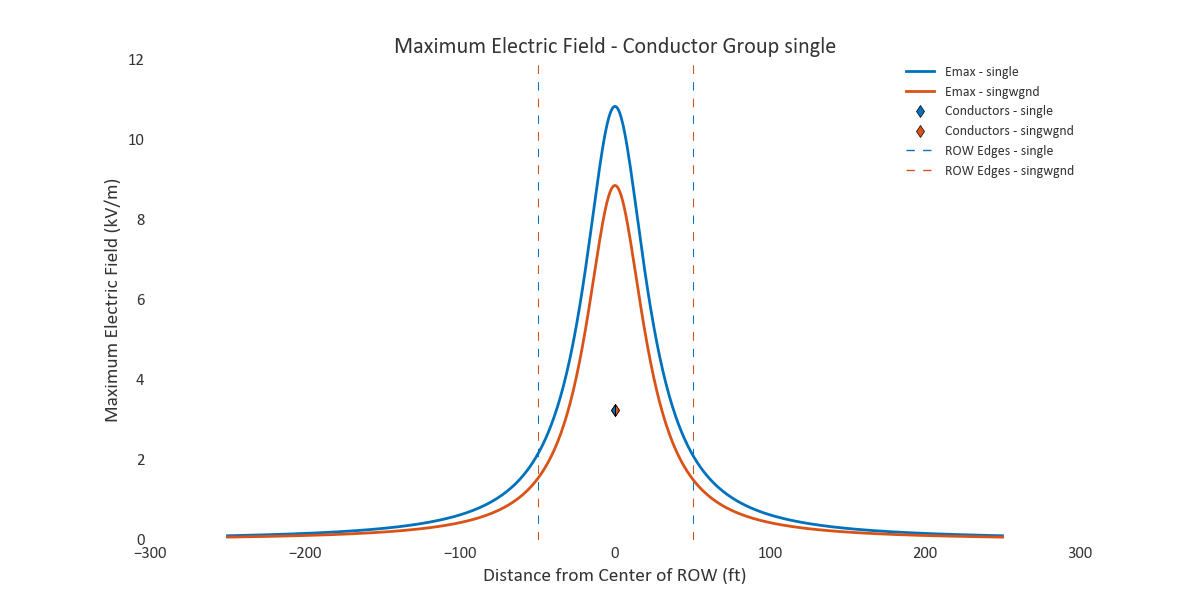 Maximum Electric Field - Conductor Group single
12
10
8
6
4
2
0
Maximum Electric Field (kV/m)
Emax - single
Emax - singwgnd
Conductors - single
Conductors - singwgnd
ROW Edges - single
ROW Edges - singwgnd
−300 −200 −100 0 100 200 300
Distance from Center of ROW (ft)